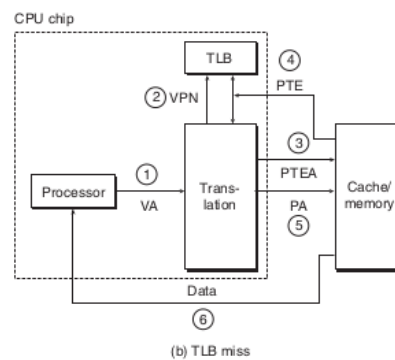 CPU chip
TLB
4
PTE
2 VPN
3
1
Processor
VA
Trans-
lation
PTEA
Cache/
memory
PA
5
Data
6
(b) TLB miss